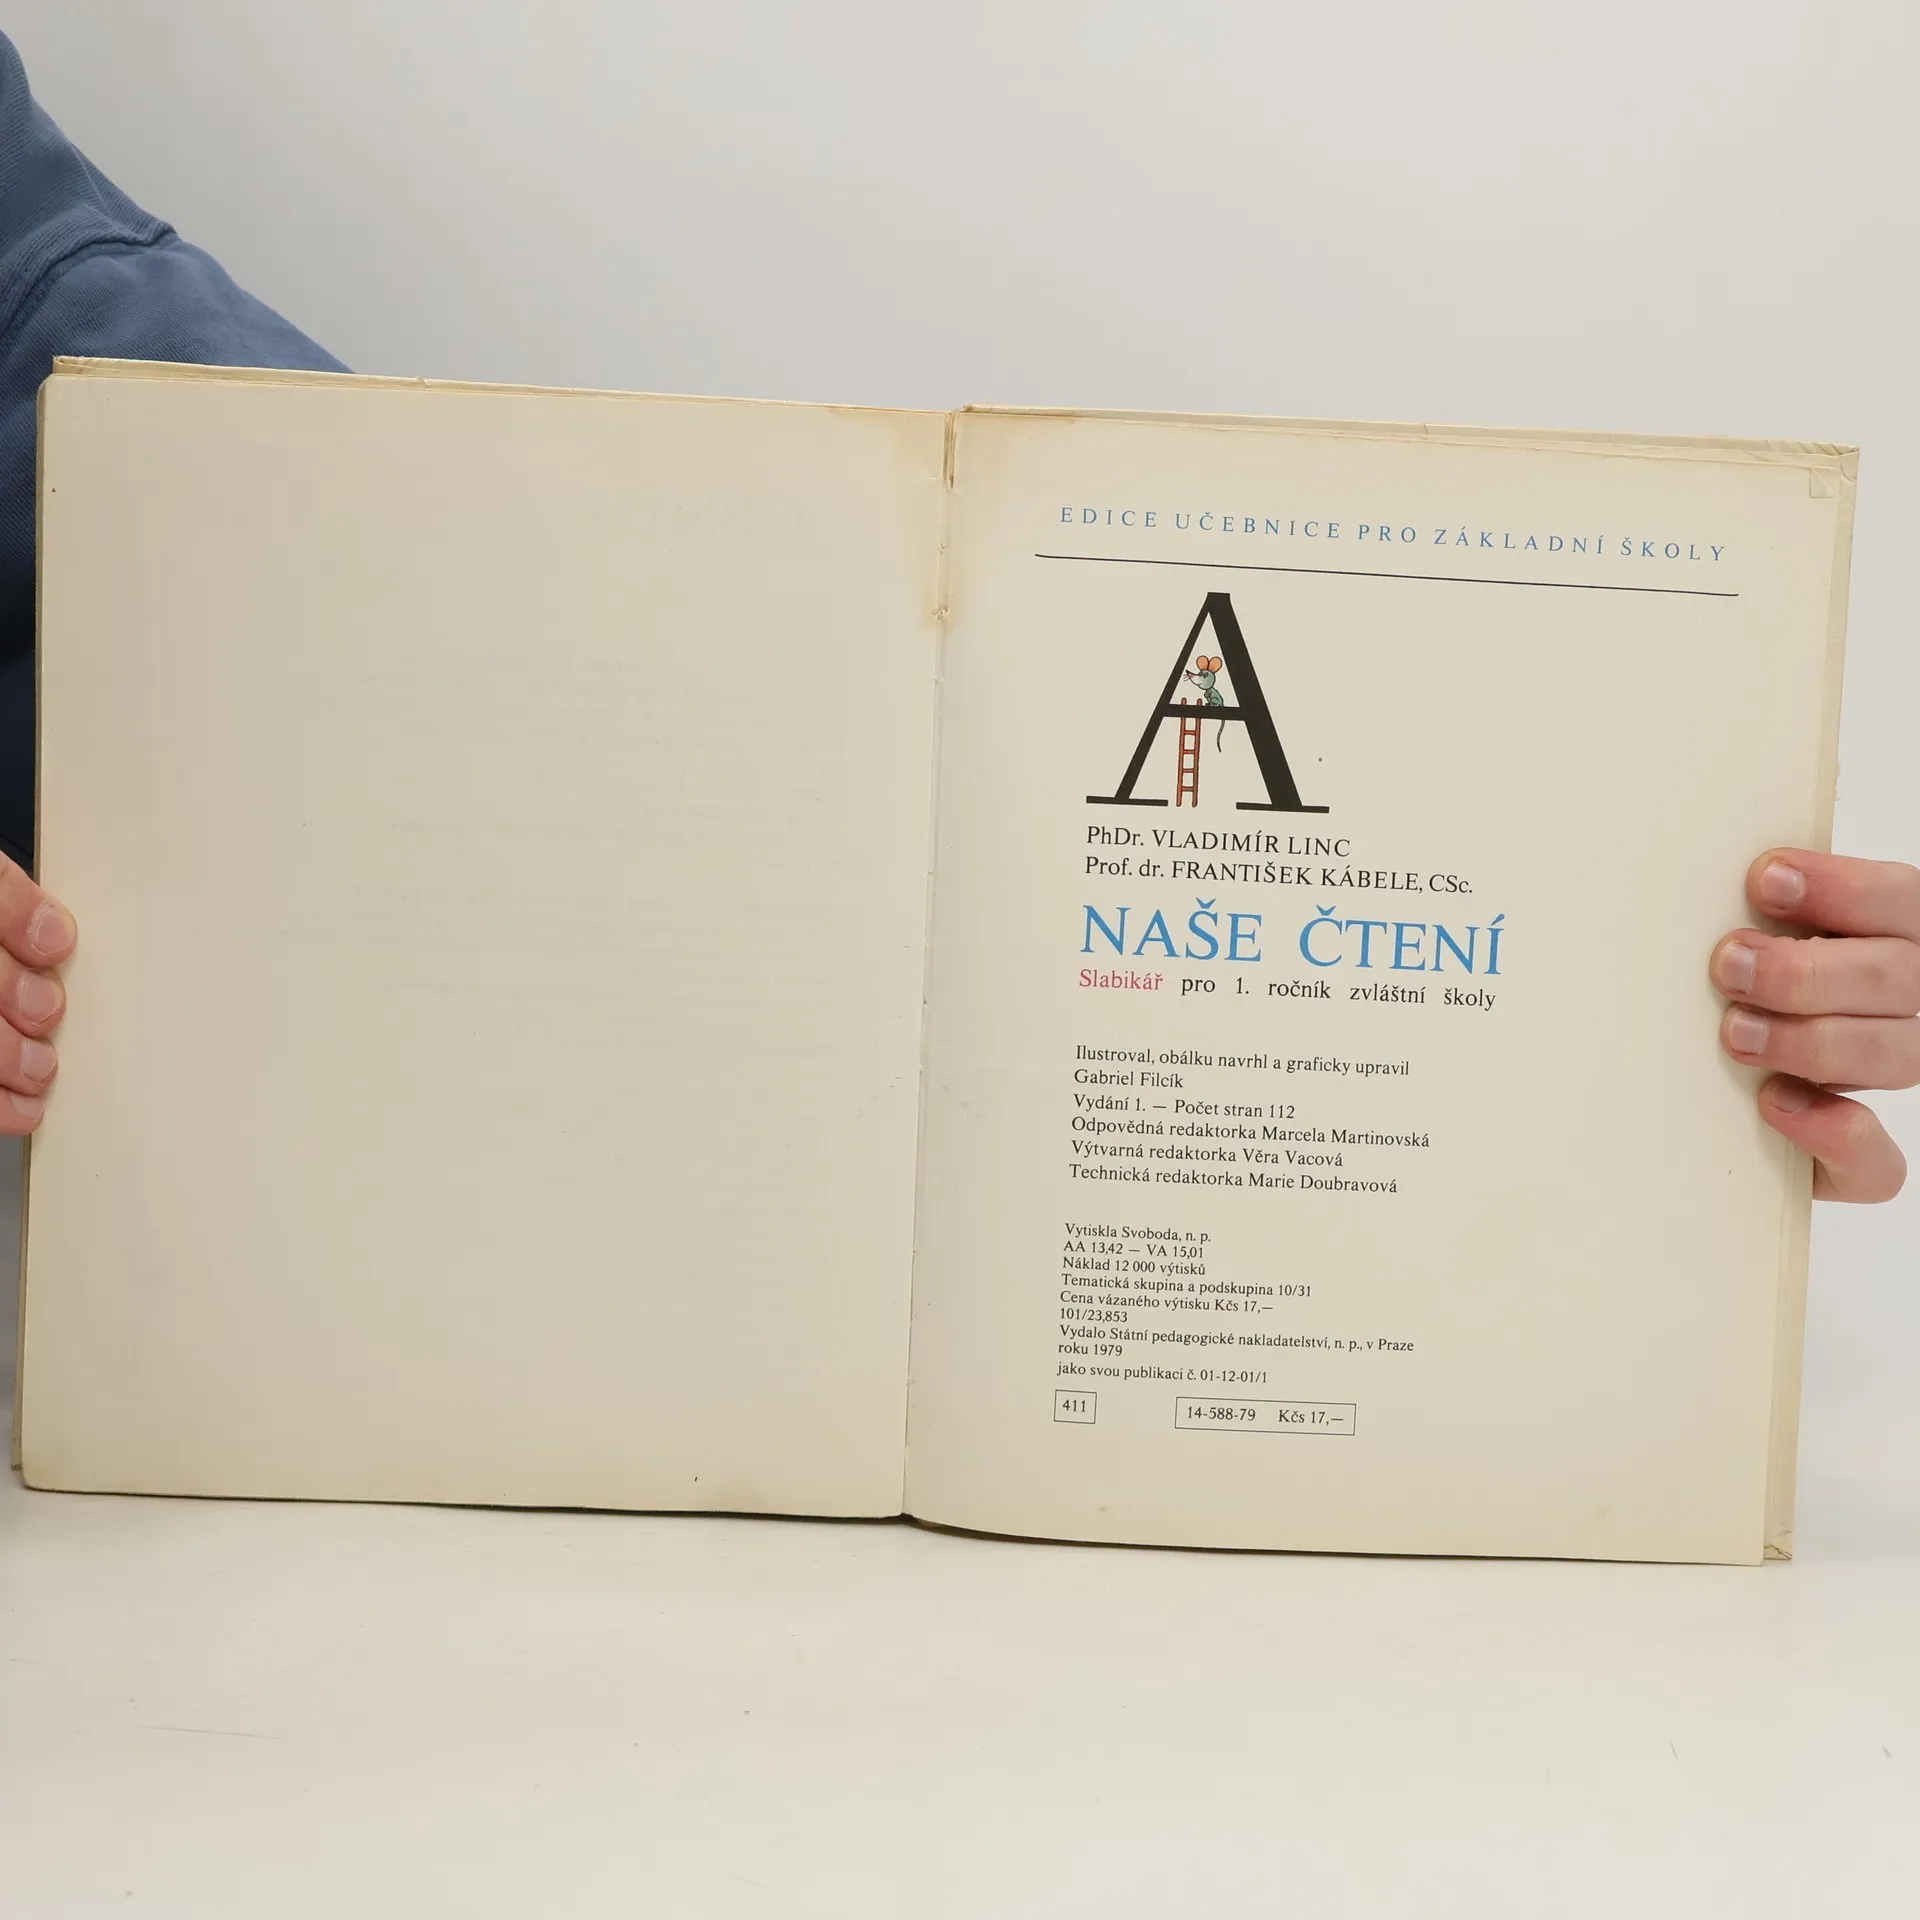 EDICE UČEBNICE PRO ZÁKLADNÍ ŠKOLY
A
PhDr. VLADIMÍR LINC
Prof. dr. FRANTIŠEK KÁBELE, CSc.
NAŠE ČTENÍ
Slabikář pro 1. ročník zvláštní školy
Ilustroval, obálku navrhl a graficky upravil
Gabriel Filcík
Vydání 1. — Počet stran 112
Odpovědná redaktorka Marcela Martinovská
Výtvarná redaktorka Věra Vacová
Technická redaktorka Marie Doubravová
Vytiskla Svoboda, n. p.
AA 13,42 — VA 15,01
Náklad 12 000 výtisků
Tematická skupina a podskupina 10/31
Cena vázaného výtisku Kčs 17,—
101/23,853
Vydalo Státní pedagogické nakladatelství, n. p., v Praze
roku 1979
jako svou publikaci č. 01-12-01/1
411
14-588-79 Kčs 17,—